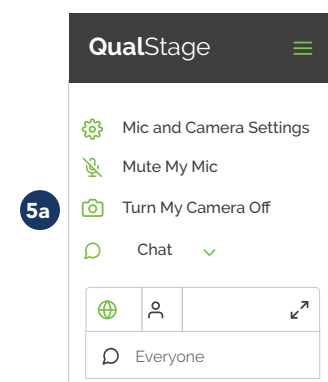 QualStage
Mic and Camera Settings
Mute My Mic
5a
Turn My Camera Off
Chat
Everyone